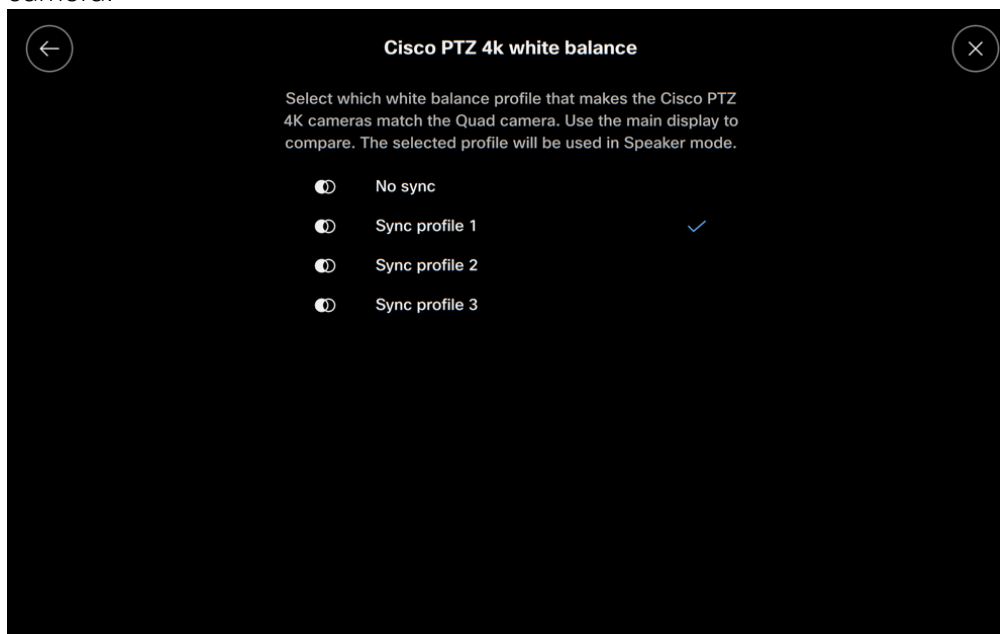 camera.
Cisco PTZ 4k white balance
Select which white balance profile that makes the Cisco PTZ
4K cameras match the Quad camera. Use the main display to
compare. The selected profile will be used in Speaker mode.
No sync
Sync profile 1
Sync profile 2
Sync profile 3